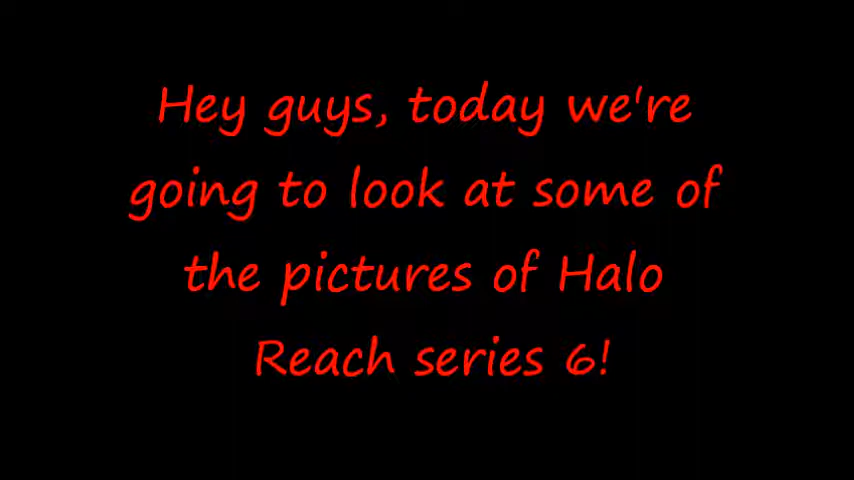 Hey guys, today we're
going to look at some of
the pictures of Halo
Reach series 6!